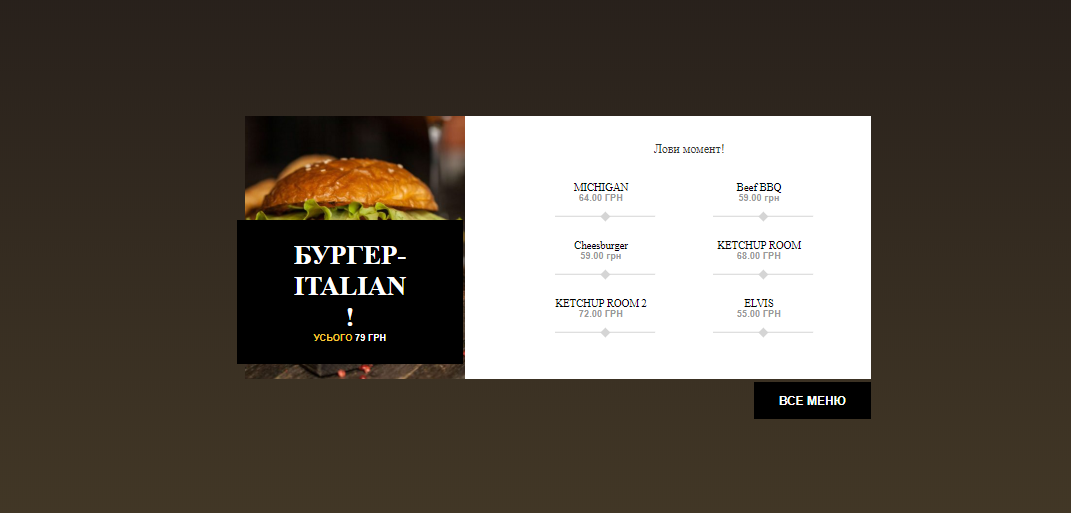 БУРГЕР-
ITALIAN
!
УСЬОГО 79 ГРН
Лови момент!
MICHIGAN
64.00 ГРН
Beef BBQ
59.00 грн
Cheesburger
59.00 грн
KETCHUP ROOM
68.00 ГРН
KETCHUP ROOM 2
72.00 ГРН
ELVIS
55.00 ГРН
ВСЕ МЕНЮ